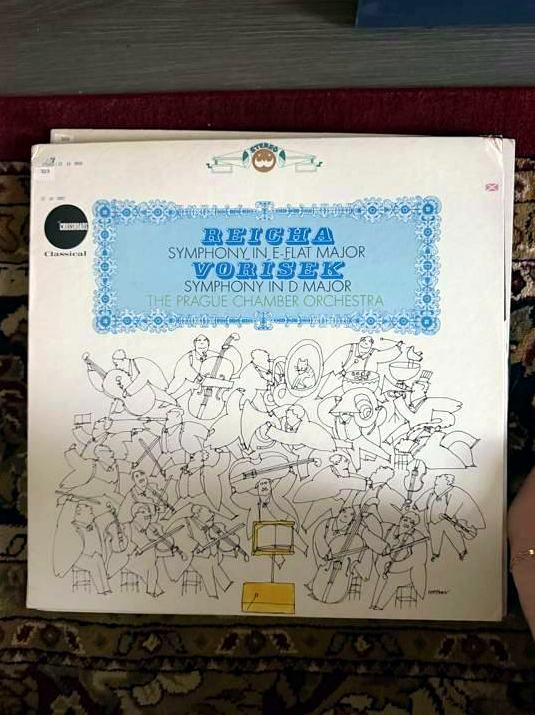 STEREO
Classical
REICHA
SYMPHONY IN E-FLAT MAJOR
VORISEK
SYMPHONY IN D MAJOR
THE PRAGUE CHAMBER ORCHESTRA